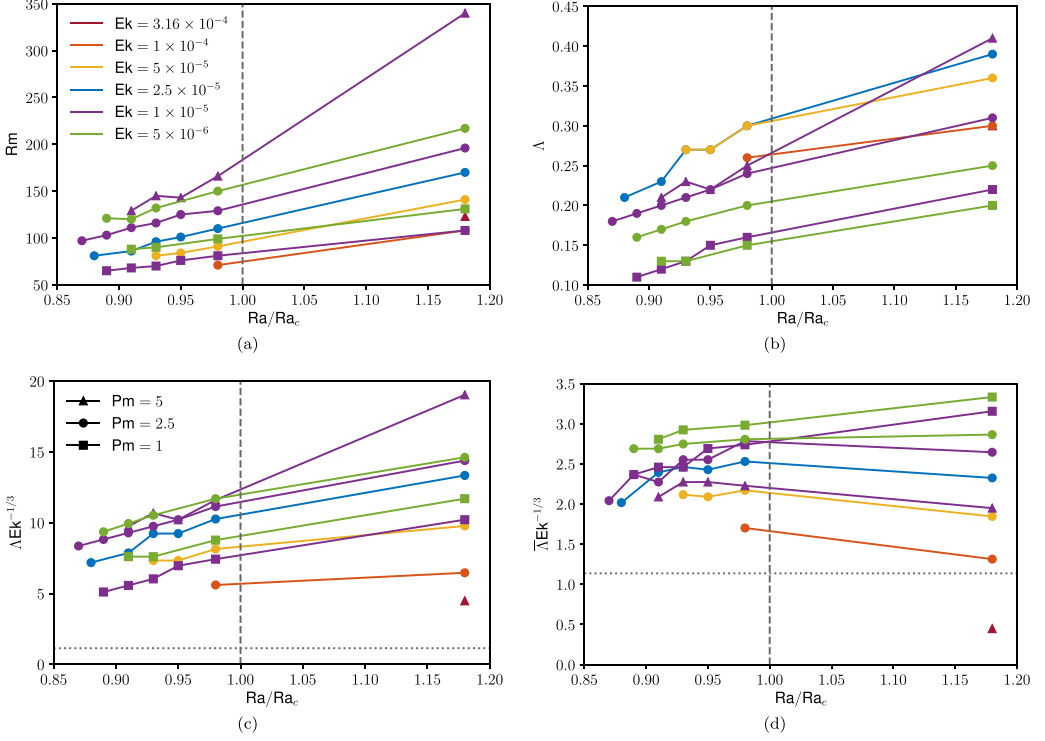 350
300
250
200
150
100
50
Rm
Ek = 3.16 × 10⁻⁴
Ek = 1 × 10⁻⁴
Ek = 5 × 10⁻⁵
Ek = 2.5 × 10⁻⁵
Ek = 1 × 10⁻⁵
Ek = 5 × 10⁻⁶
0.85 0.90 0.95 1.00 1.05 1.10 1.15 1.20
Ra/Ra_c
(a)
0.45
0.40
0.35
0.30
0.25
0.20
0.15
0.10
Λ
0.85 0.90 0.95 1.00 1.05 1.10 1.15 1.20
Ra/Ra_c
(b)
20
15
10
5
0
ΛEk⁻¹/³
Pm = 5
Pm = 2.5
Pm = 1
0.85 0.90 0.95 1.00 1.05 1.10 1.15 1.20
Ra/Ra_c
(c)
3.5
3.0
2.5
2.0
1.5
1.0
0.5
0.0
Λ̅Ek⁻¹/³
0.85 0.90 0.95 1.00 1.05 1.10 1.15 1.20
Ra/Ra_c
(d)